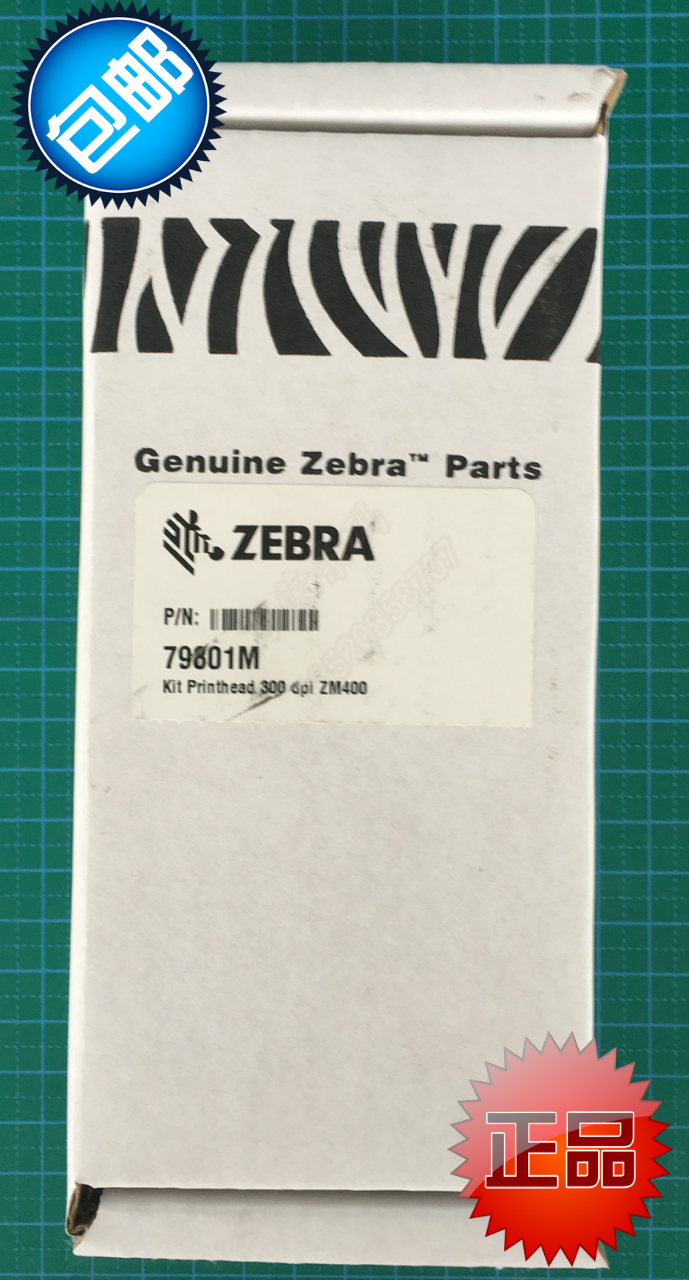 包邮
Genuine Zebra™ Parts
ZEBRA
P/N:
79801M
Kit Printhead 300 dpi ZM400
正品